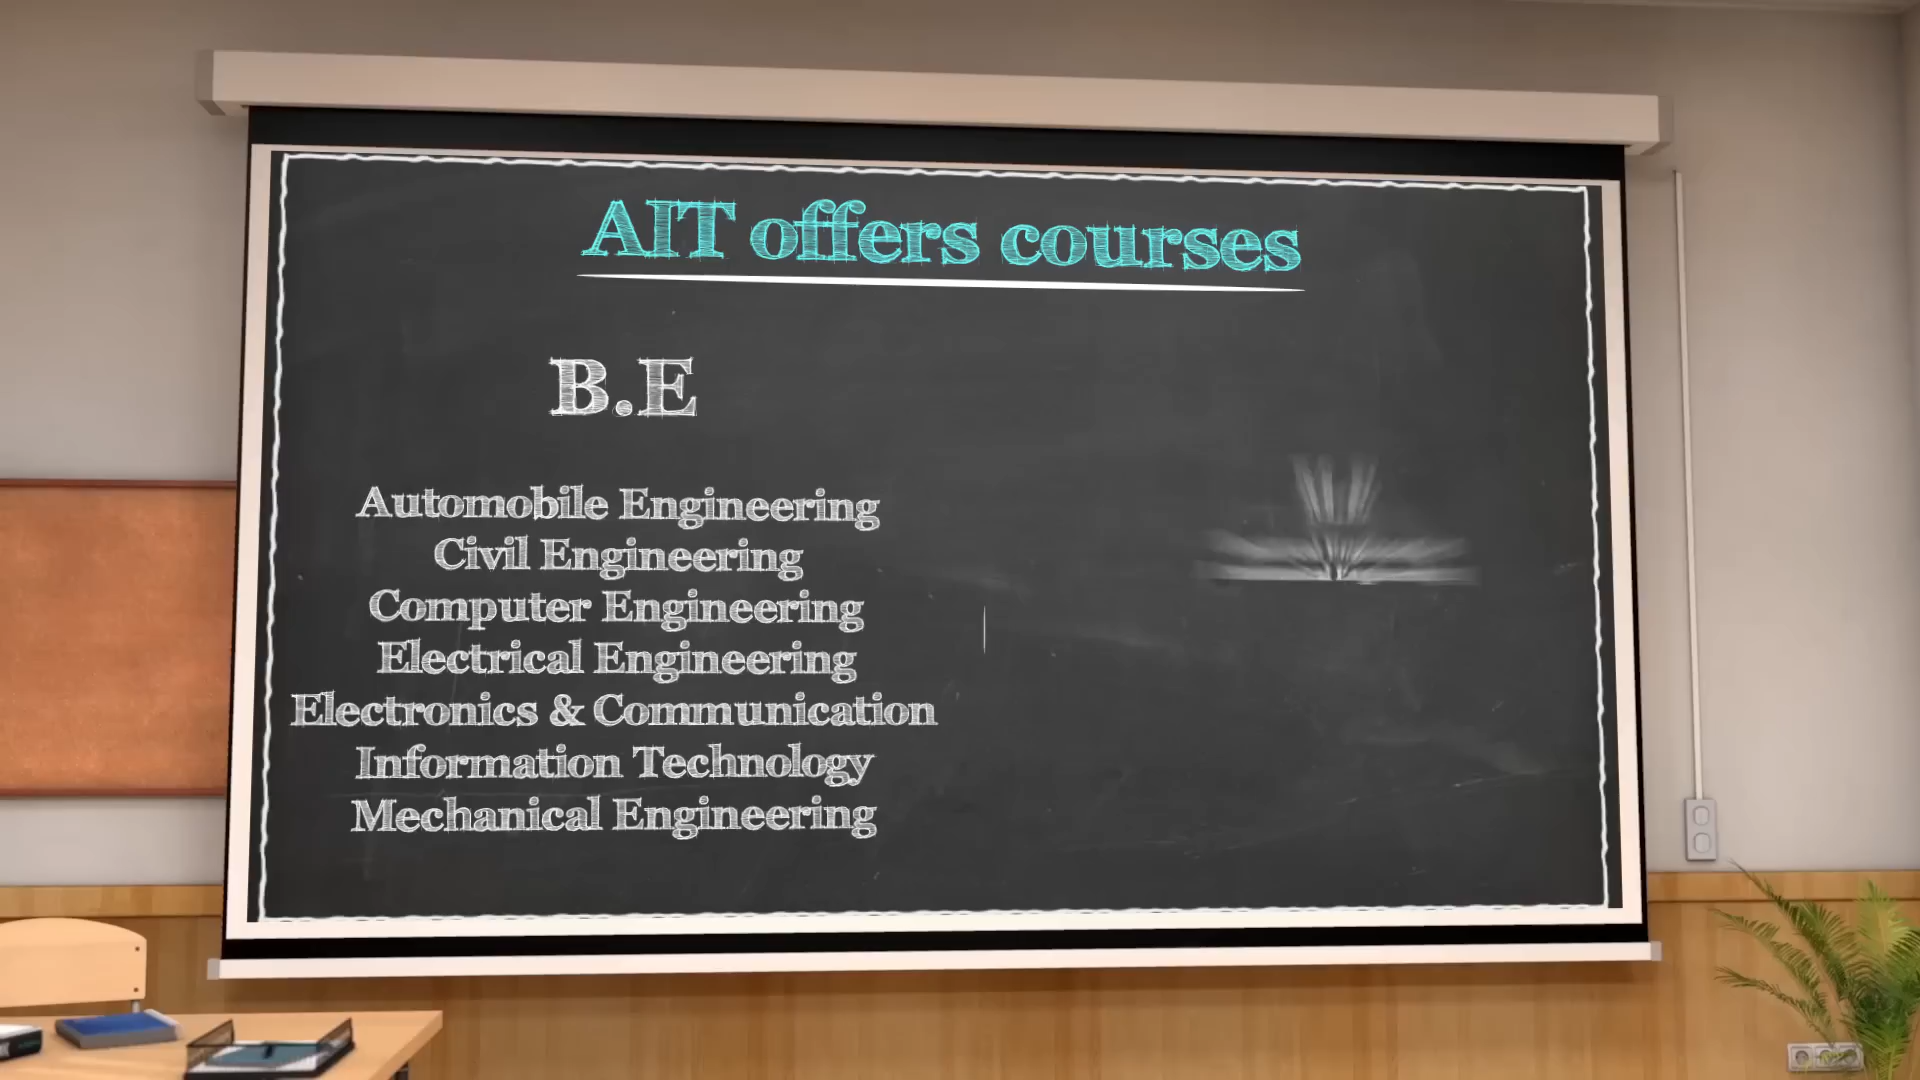 AIT offers courses
B.E
Automobile Engineering
Civil Engineering
Computer Engineering
Electrical Engineering
Electronics & Communication
Information Technology
Mechanical Engineering